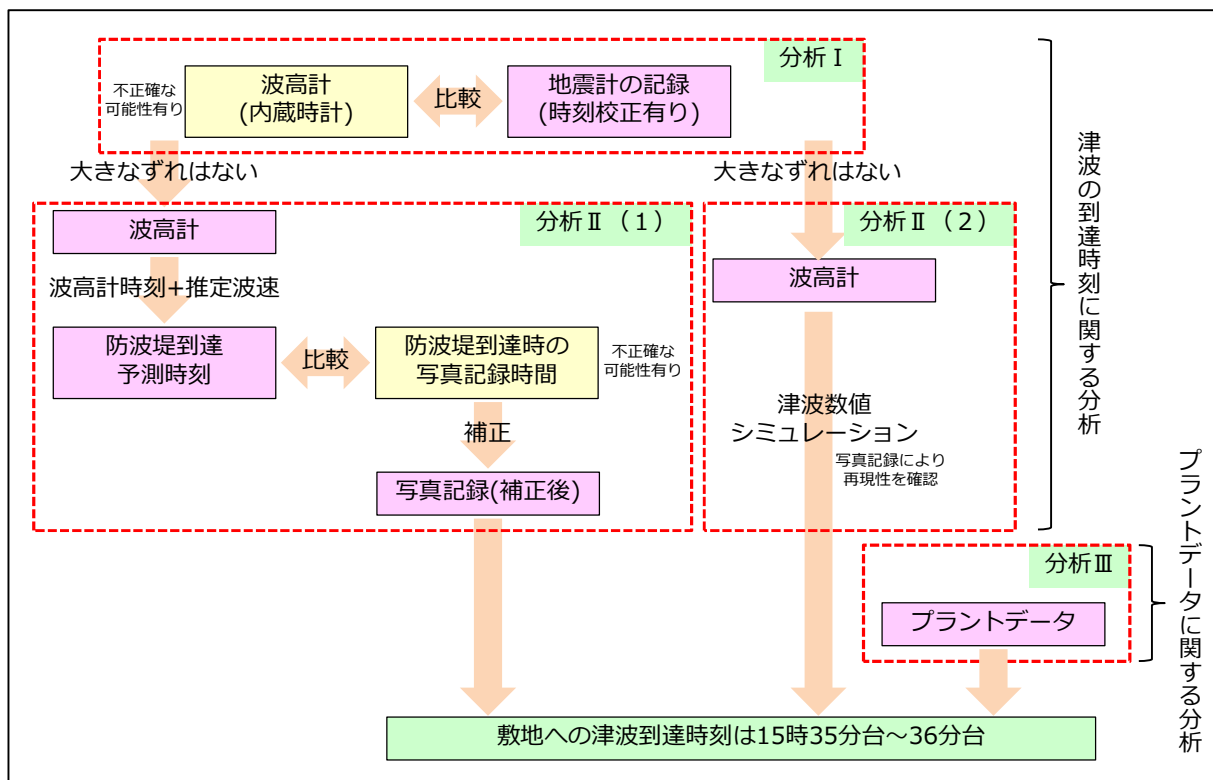 分析Ⅰ
不正確な
可能性有り
波高計
(内蔵時計)
比較
地震計の記録
(時刻校正有り)
大きなずれはない
大きなずれはない
分析Ⅱ（１）
波高計
波高計時刻+推定波速
防波堤到達
予測時刻
比較
防波堤到達時の
写真記録時間
不正確な
可能性有り
補正
写真記録(補正後)
分析Ⅱ（２）
波高計
津波数値
シミュレーション
写真記録により
再現性を確認
津波の到達時刻に関する分析
分析Ⅲ
プラントデータ
プラントデータに関する分析
敷地への津波到達時刻は15時35分台～36分台